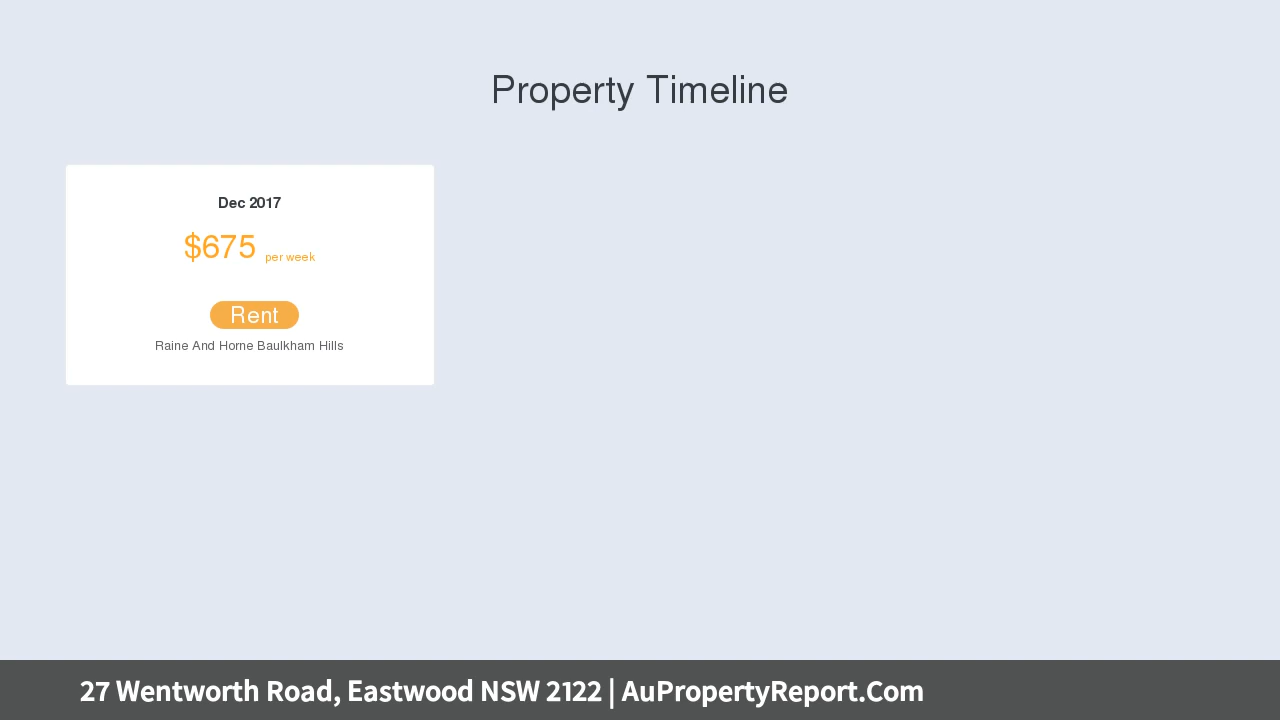 Property Timeline
Dec 2017
$675 per week
Rent
Raine And Horne Baulkham Hills
27 Wentworth Road, Eastwood NSW 2122 | AuPropertyReport.Com